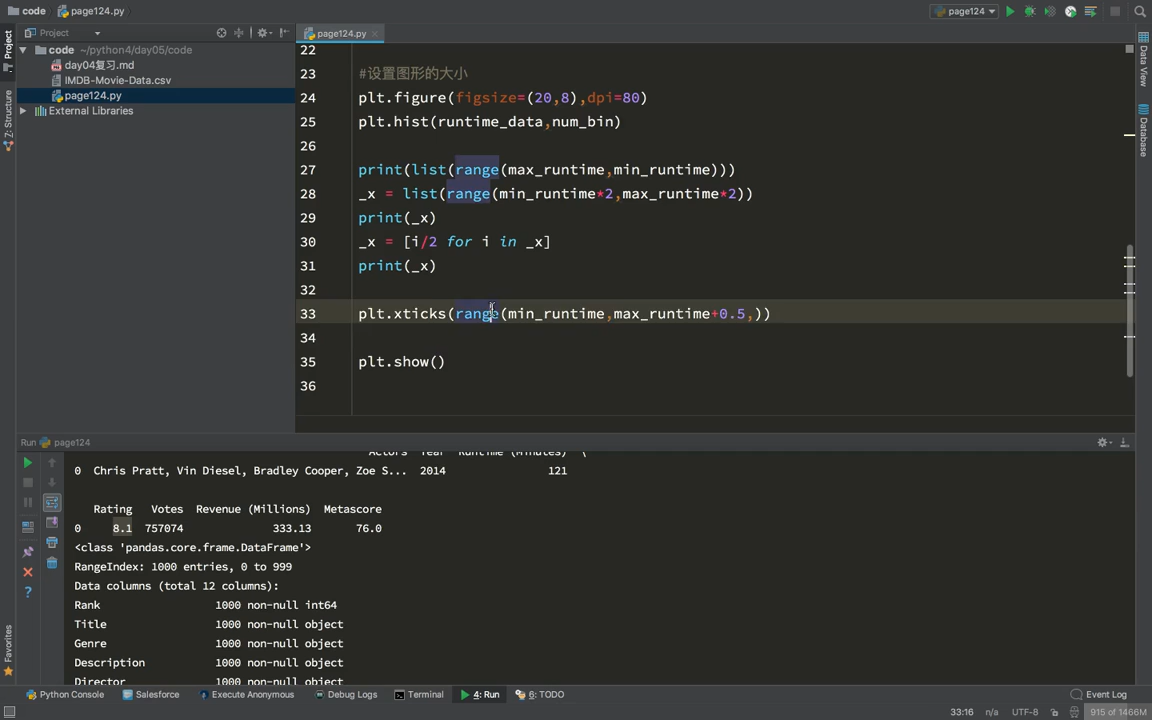 code
page124.py
page124
Project
code ~/python4/day05/code
day04复习.md
IMDB-Movie-Data.csv
page124.py
External Libraries
Project
Z: Structure
Favorites
Data View
Database
page124.py
22
23 #设置图形的大小
24 plt.figure(figsize=(20,8),dpi=80)
25 plt.hist(runtime_data,num_bin)
26
27 print(list(range(max_runtime,min_runtime)))
28 _x = list(range(min_runtime*2,max_runtime*2))
29 print(_x)
30 _x = [i/2 for i in _x]
31 print(_x)
32
33 plt.xticks(range(min_runtime,max_runtime+0.5,))
34
35 plt.show()
36
Run page124
Actors Year Runtime (Minutes) \
0 Chris Pratt, Vin Diesel, Bradley Cooper, Zoe S... 2014 121
Rating Votes Revenue (Millions) Metascore
0 8.1 757074 333.13 76.0
<class 'pandas.core.frame.DataFrame'>
RangeIndex: 1000 entries, 0 to 999
Data columns (total 12 columns):
Rank 1000 non-null int64
Title 1000 non-null object
Genre 1000 non-null object
Description 1000 non-null object
Director 1000 non-null object
Python Console Salesforce Execute Anonymous Debug Logs Terminal 4: Run 6: TODO Event Log
33:16 n/a UTF-8 915 of 1466M